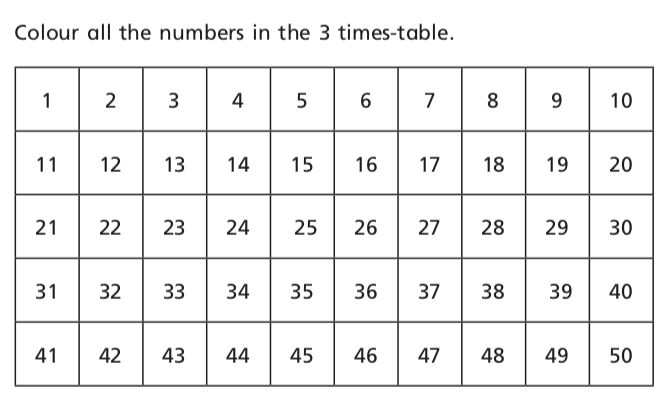 Colour all the numbers in the 3 times-table.
1 2 3 4 5 6 7 8 9 10
11 12 13 14 15 16 17 18 19 20
21 22 23 24 25 26 27 28 29 30
31 32 33 34 35 36 37 38 39 40
41 42 43 44 45 46 47 48 49 50